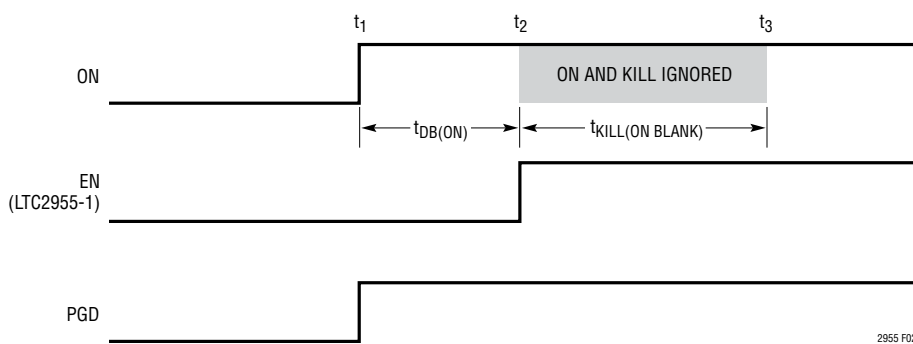 t1 t2 t3
ON
ON AND KILL IGNORED
tDB(ON) tKILL(ON BLANK)
EN
(LTC2955-1)
PGD
2955 F02